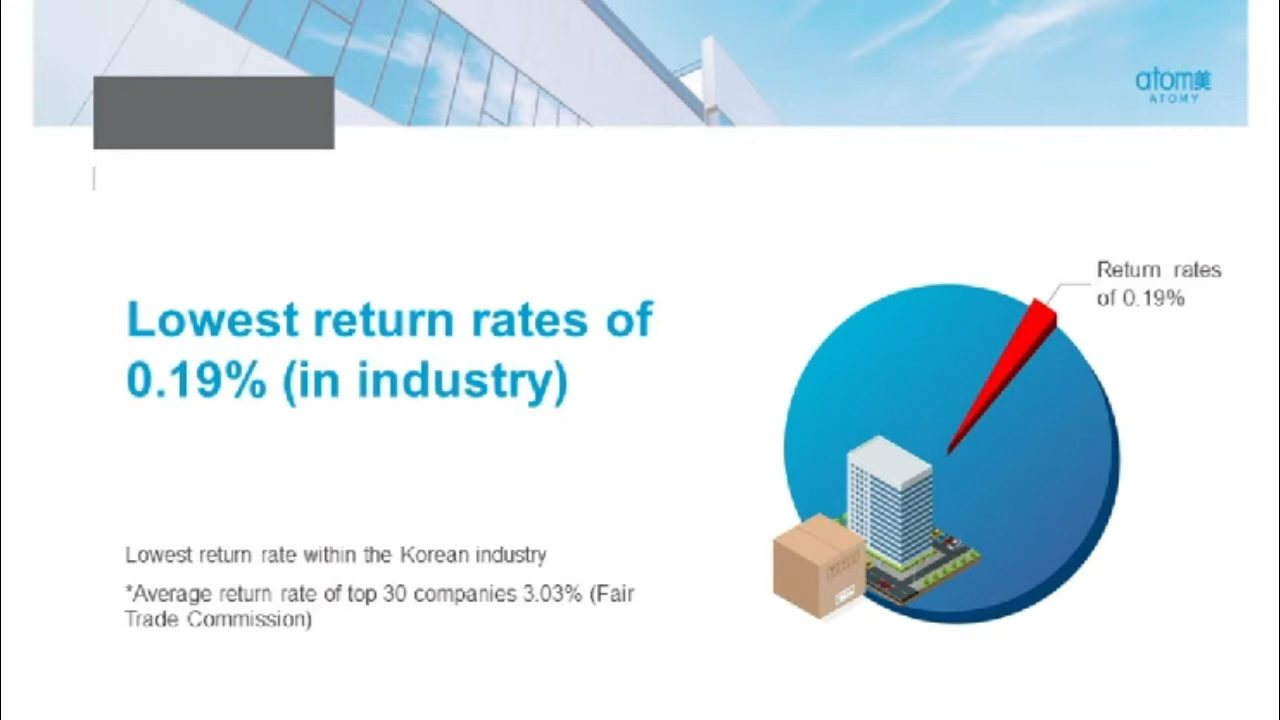 atom美
ATOMY
Return rates
of 0.19%
Lowest return rates of
0.19% (in industry)
Lowest return rate within the Korean industry
*Average return rate of top 30 companies 3.03% (Fair
Trade Commission)